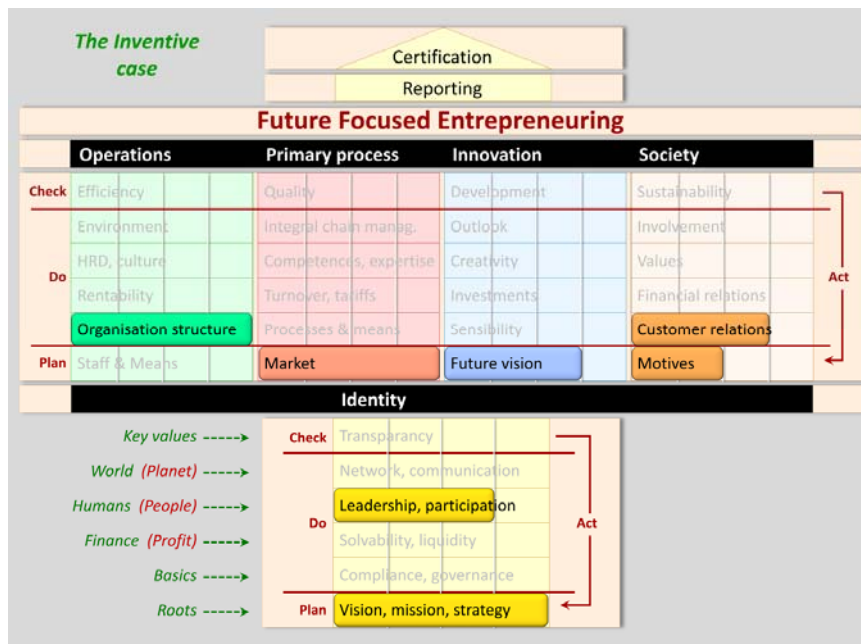 The Inventive
case
Certification
Reporting
Future Focused Entrepreneuring
Operations Primary process Innovation Society
Check Efficiency Quality Development Sustainability
Environment Integral chain manag. Outlook Involvement
Do HRD, culture Competences, expertise Creativity Values Act
Rentability Turnover, tariffs Investments Financial relations
Organisation structure Processes & means Sensibility Customer relations
Plan Staff & Means Market Future vision Motives
Identity
Key values Check Transparancy
World (Planet) Network, communication
Humans (People) Do Leadership, participation Act
Finance (Profit) Solvability, liquidity
Basics Compliance, governance
Roots Plan Vision, mission, strategy